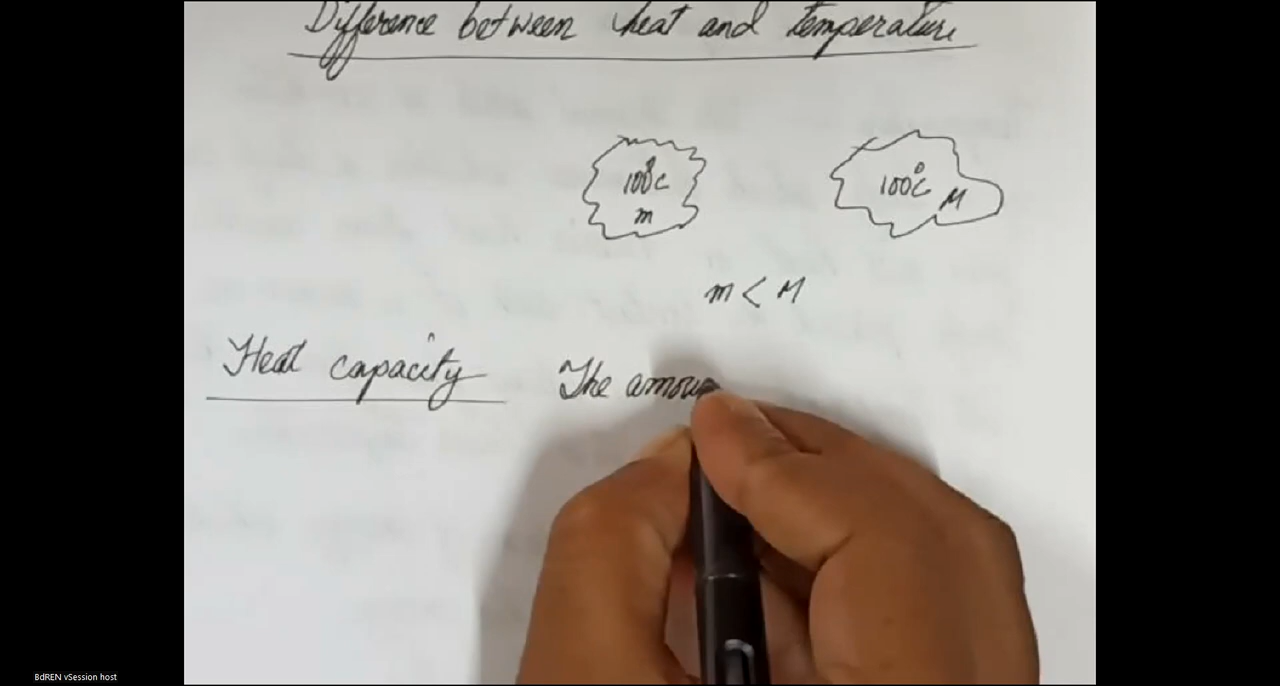 Difference between heat and temperature
100°C
m
100°C M
m < M
Heat capacity The amou
BdREN vSession host